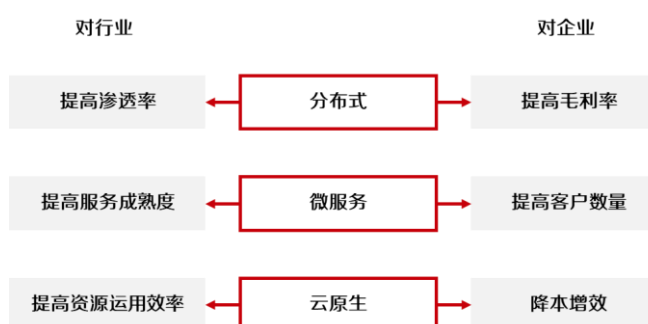 对行业
对企业
提高渗透率
分布式
提高毛利率
提高服务成熟度
微服务
提高客户数量
提高资源运用效率
云原生
降本增效